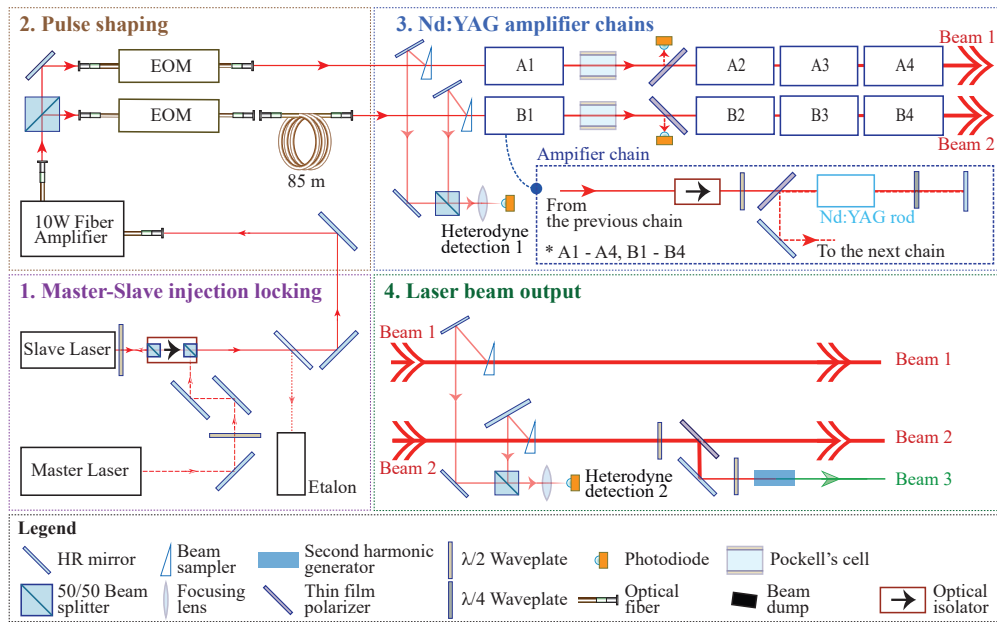 2. Pulse shaping
EOM
EOM
85 m
10W Fiber
Amplifier
3. Nd:YAG amplifier chains
A1
A2
A3
A4
Beam 1
B1
B2
B3
B4
Beam 2
Ampifier chain
From
the previous chain
Nd:YAG rod
To the next chain
* A1 - A4, B1 - B4
Heterodyne
detection 1
1. Master-Slave injection locking
Slave Laser
Master Laser
Etalon
4. Laser beam output
Beam 1
Beam 1
Beam 2
Beam 2
Heterodyne
detection 2
Beam 3
Legend
HR mirror
Beam
sampler
Second harmonic
generator
λ/2 Waveplate
Photodiode
Pockell's cell
50/50 Beam
splitter
Focusing
lens
Thin film
polarizer
λ/4 Waveplate
Optical
fiber
Beam
dump
Optical
isolator